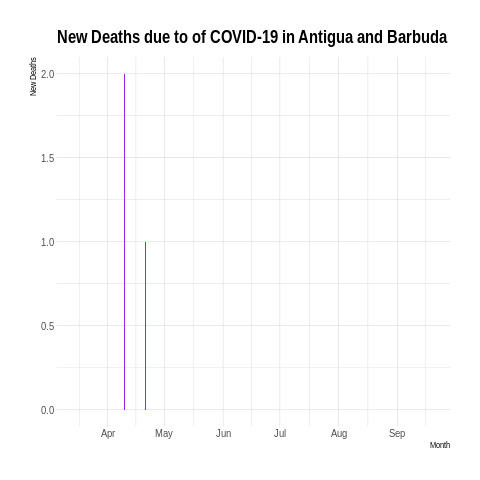 New Deaths due to of COVID-19 in Antigua and Barbuda
New Deaths
2.0
1.5
1.0
0.5
0.0
Apr May Jun Jul Aug Sep
Month